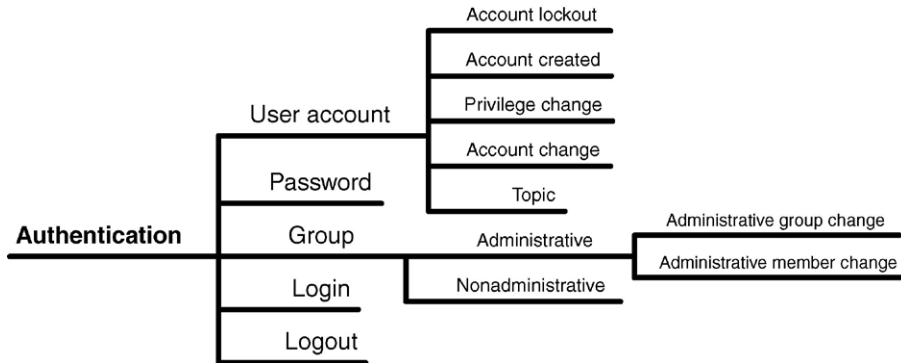 Account lockout
Account created
User account
Privilege change
Account change
Password
Topic
Administrative group change
Authentication
Group
Administrative
Administrative member change
Login
Nonadministrative
Logout